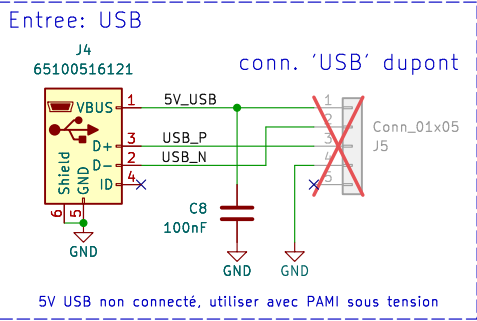 Entree: USB
J4
65100516121
conn. ‘USB‘ dupont
VBUS
1
5V_USB
1
2
Conn_01x05
D+
3
USB_P
3
J5
D-
2
USB_N
4
ID
4
5
Shield
GND
6
5
C8
100nF
GND
GND
GND
5V USB non connecté, utiliser avec PAMI sous tension